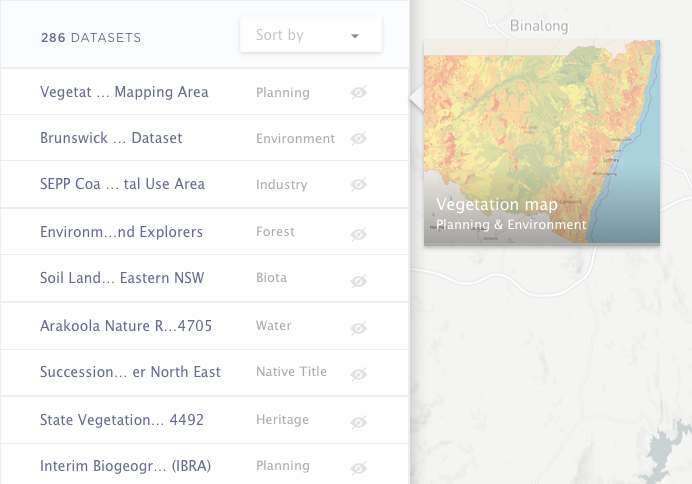 286 DATASETS
Sort by
Vegetat ... Mapping Area Planning
Brunswick ... Dataset Environment
SEPP Coa ... tal Use Area Industry
Environm...nd Explorers Forest
Soil Land... Eastern NSW Biota
Arakoola Nature R...4705 Water
Succession... er North East Native Title
State Vegetation... 4492 Heritage
Interim Biogeogr... (IBRA) Planning
Binalong
Sydney
Canberra
Vegetation map
Planning & Environment